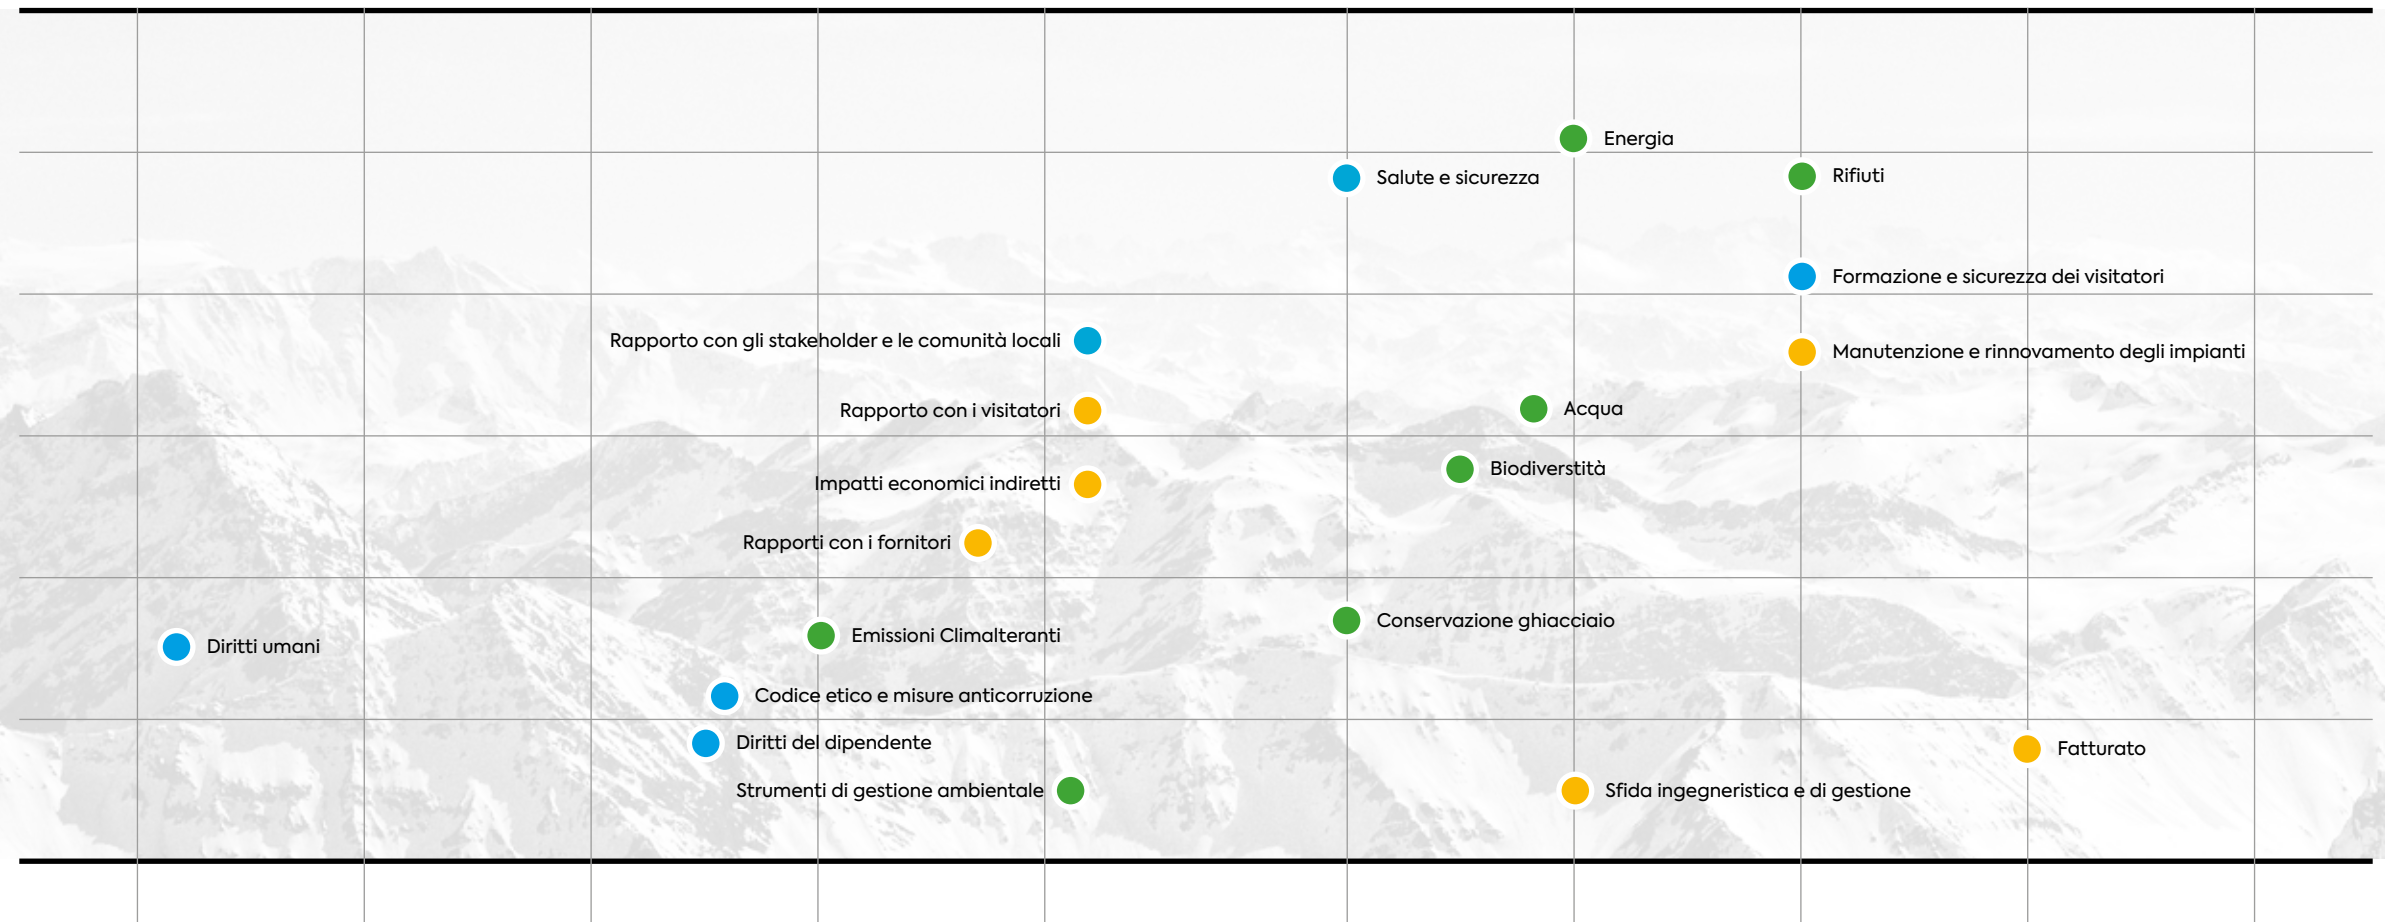 Energia
Salute e sicurezza
Rifiuti
Formazione e sicurezza dei visitatori
Rapporto con gli stakeholder e le comunità locali
Manutenzione e rinnovamento degli impianti
Rapporto con i visitatori
Acqua
Biodiverstità
Impatti economici indiretti
Rapporti con i fornitori
Conservazione ghiacciaio
Emissioni Climalteranti
Diritti umani
Codice etico e misure anticorruzione
Diritti del dipendente
Fatturato
Strumenti di gestione ambientale
Sfida ingegneristica e di gestione